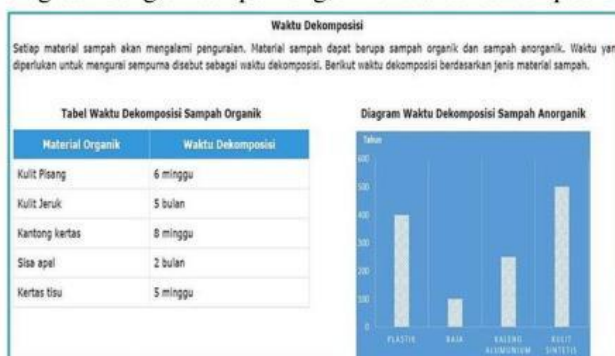 Waktu Dekomposisi
Setiap material sampah akan mengalami penguraian. Material sampah dapat berupa sampah organik dan sampah anorganik. Waktu yan
diperlukan untuk mengurai sempurna disebut sebagai waktu dekomposisi. Berikut waktu dekomposisi berdasarkan jenis material sampah.
Tabel Waktu Dekomposisi Sampah Organik
Material Organik Waktu Dekomposisi
Kulit Pisang 6 minggu
Kulit Jeruk 5 bulan
Kantong kertas 8 minggu
Sisa apel 2 bulan
Kertas tisu 5 minggu
Diagram Waktu Dekomposisi Sampah Anorganik
Tahun
600
500
400
300
200
100
0
PLASTIK BAJA KALENG ALUMUNIUM KULIT SINTETIS